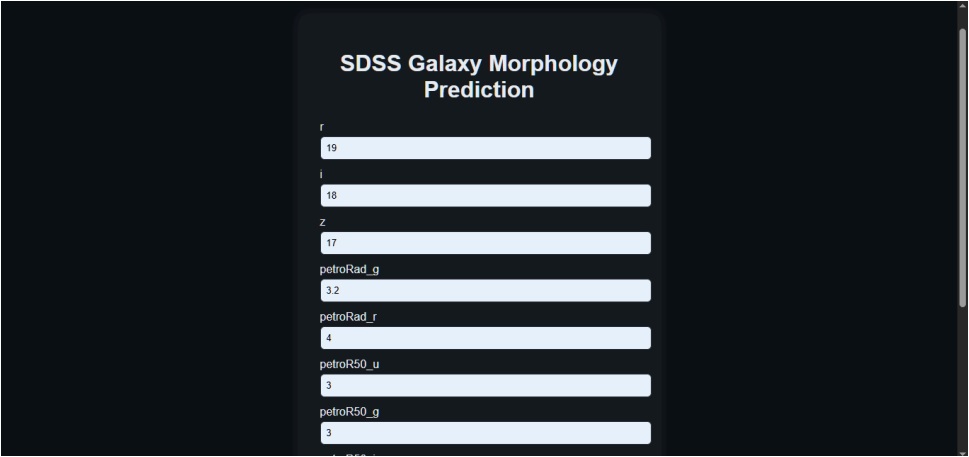 SDSS Galaxy Morphology
Prediction
r
19
i
18
z
17
petroRad_g
3.2
petroRad_r
4
petroR50_u
3
petroR50_g
3